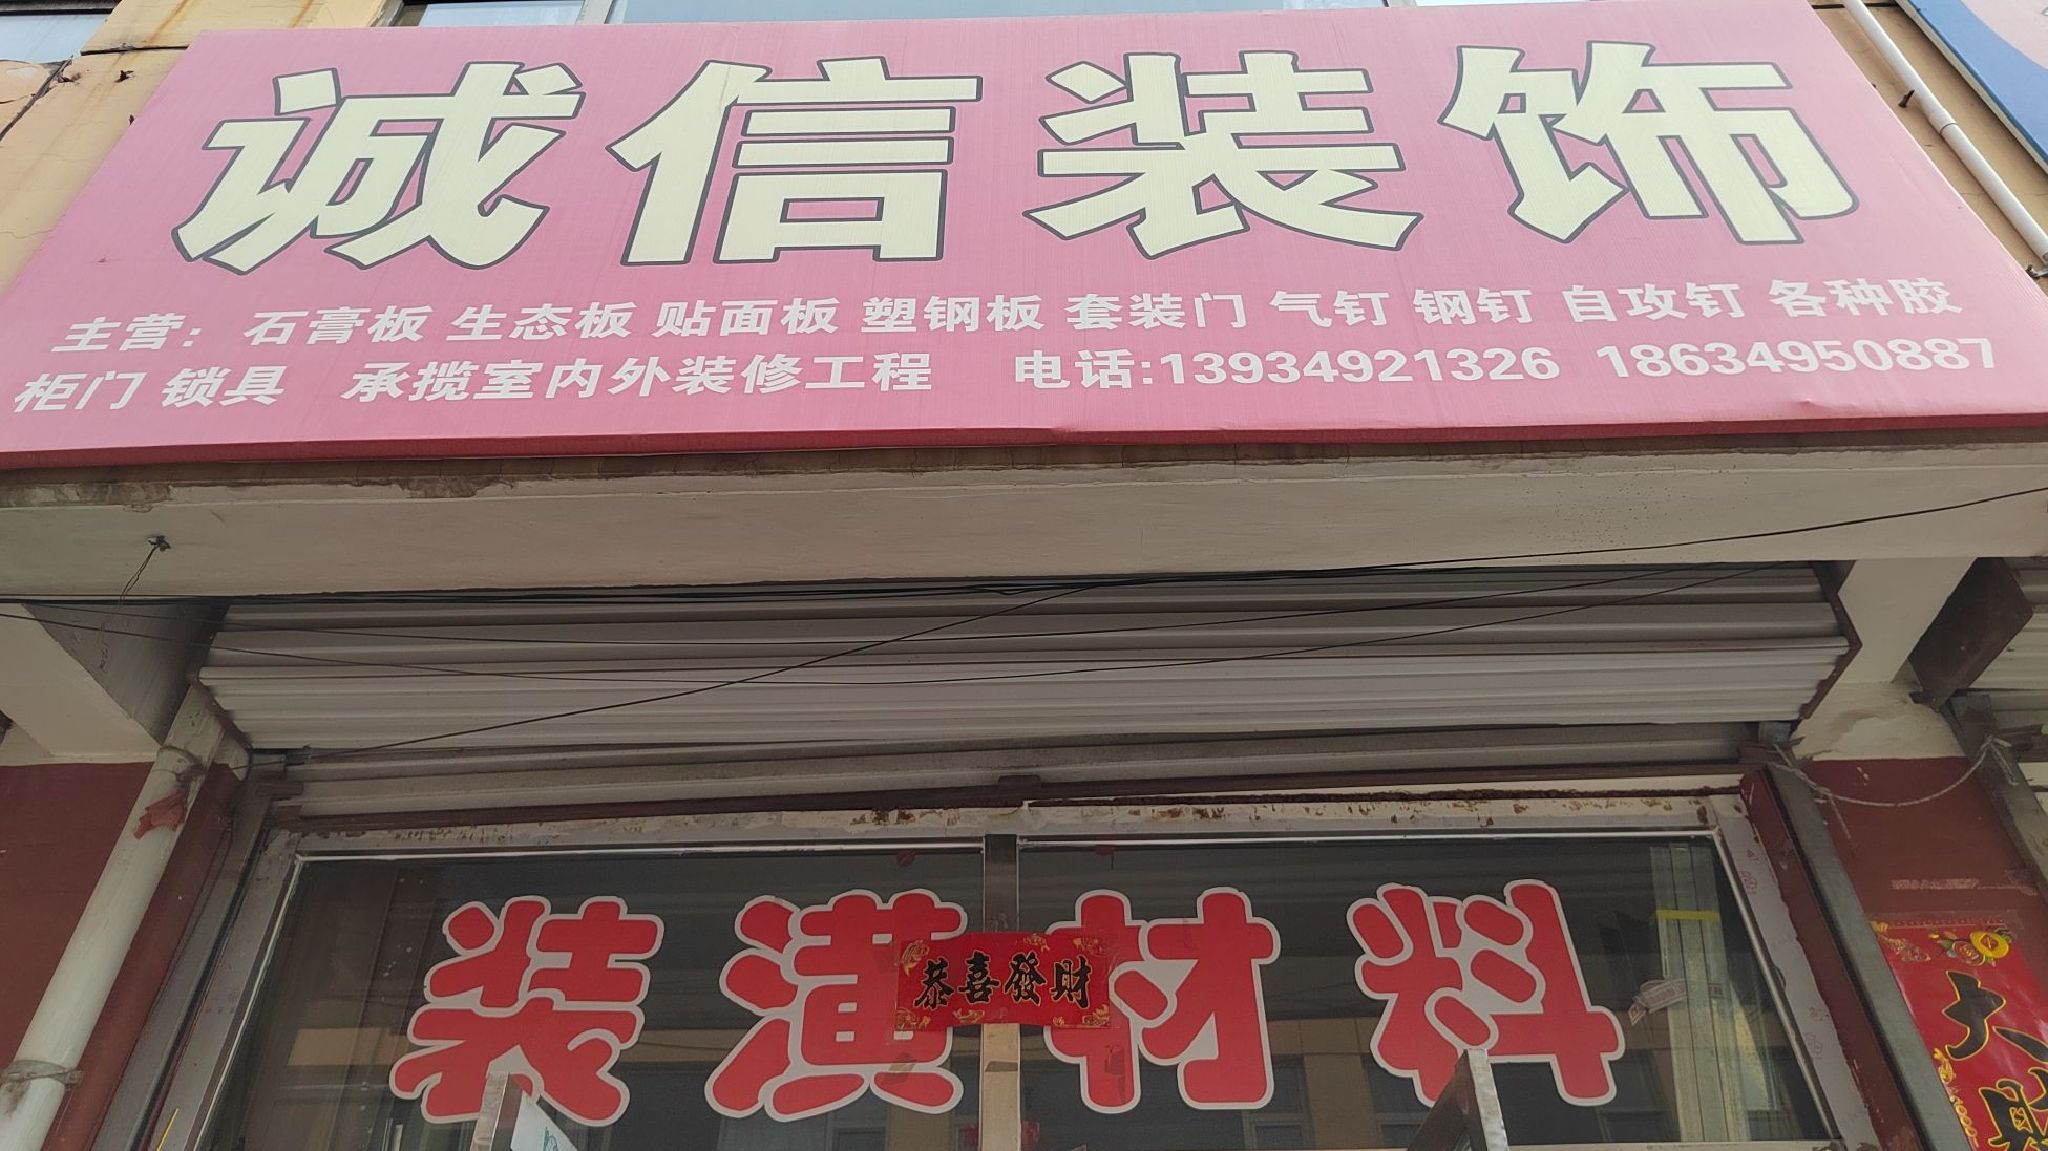 诚信装饰
主营：石膏板 生态板 贴面板 塑钢板 套装门 气钉 钢钉 自攻钉 各种胶
柜门 锁具 承揽室内外装修工程 电话:13934921326 18634950887
装潢材料
恭喜發財
大
財